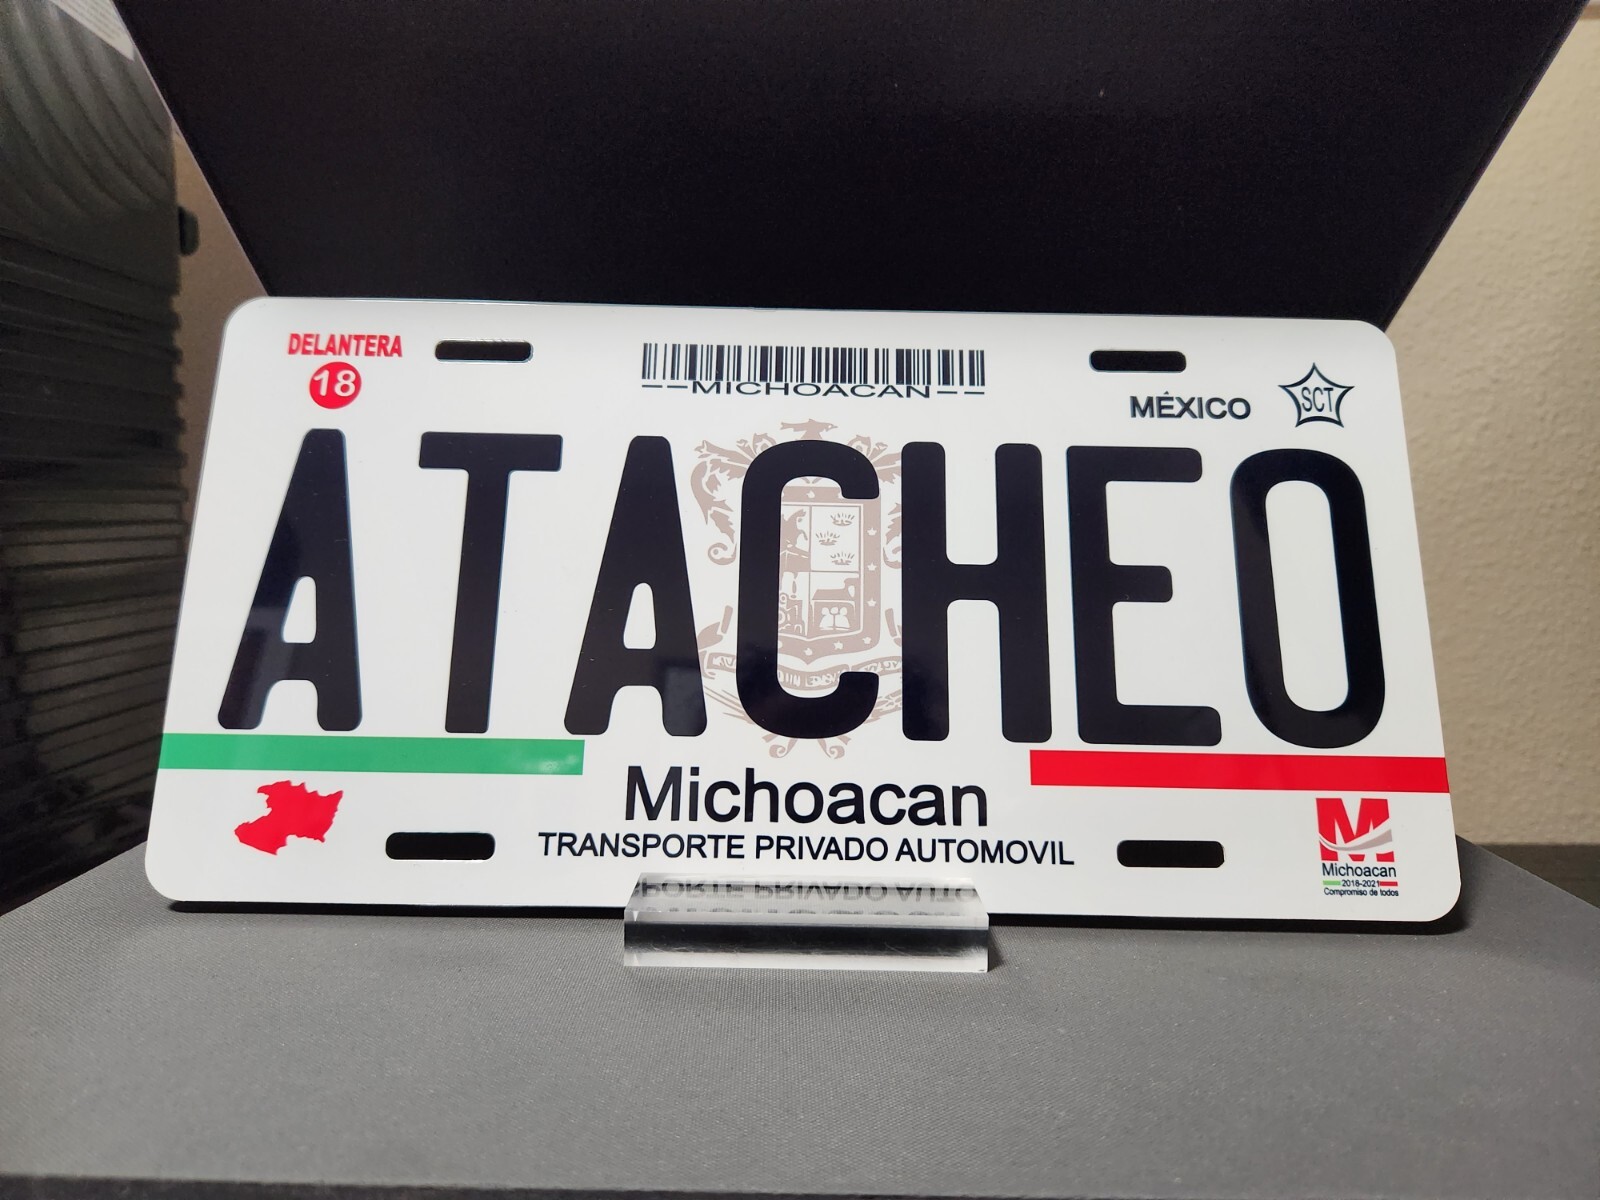 DELANTERA
18
--MICHOACAN--
MÉXICO
SCT
ATACHEO
Michoacan
TRANSPORTE PRIVADO AUTOMOVIL
M
Michoacan
2018-2021
Compromiso de todos